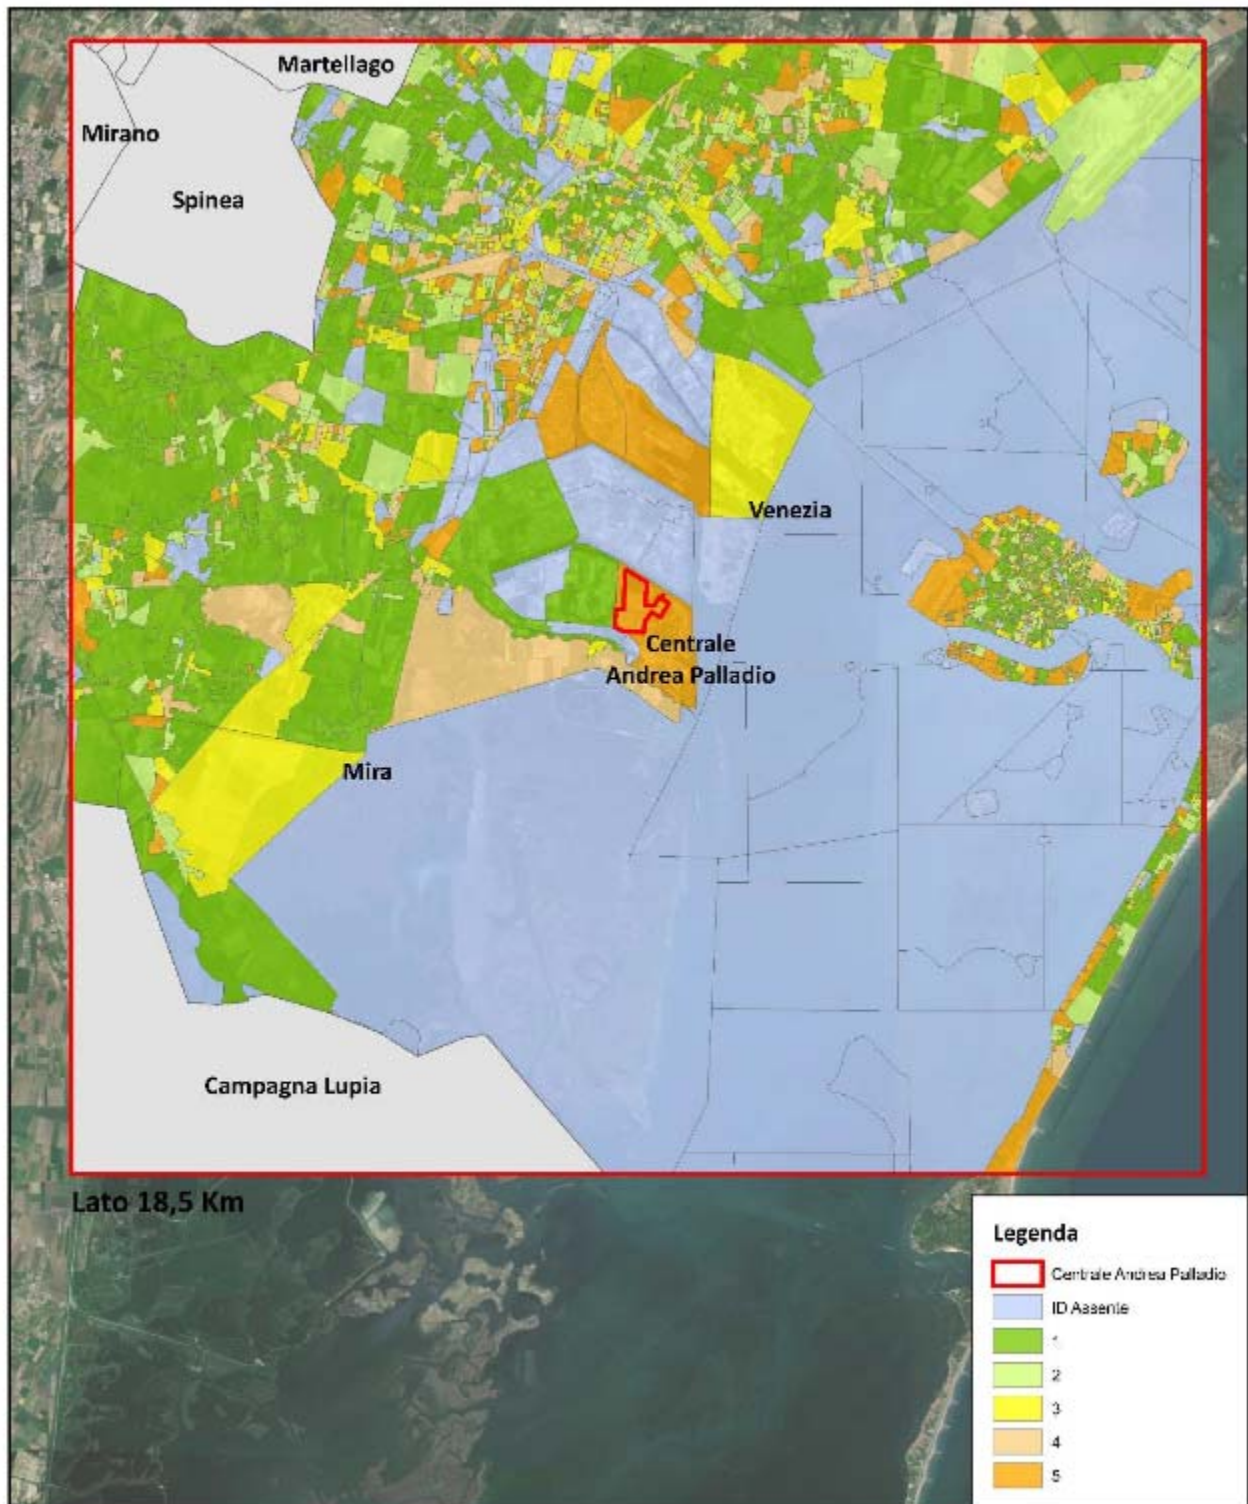 Martellago
Mirano
Spinea
Venezia
Centrale
Andrea Palladio
Mira
Campagna Lupia
Lato 18,5 Km
Legenda
Centrale Andrea Palladio
ID Assente
1
2
3
4
5